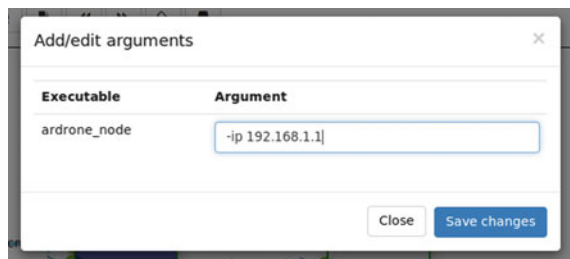 Add/edit arguments ×
Executable Argument
ardrone_node -ip 192.168.1.1
Close Save changes